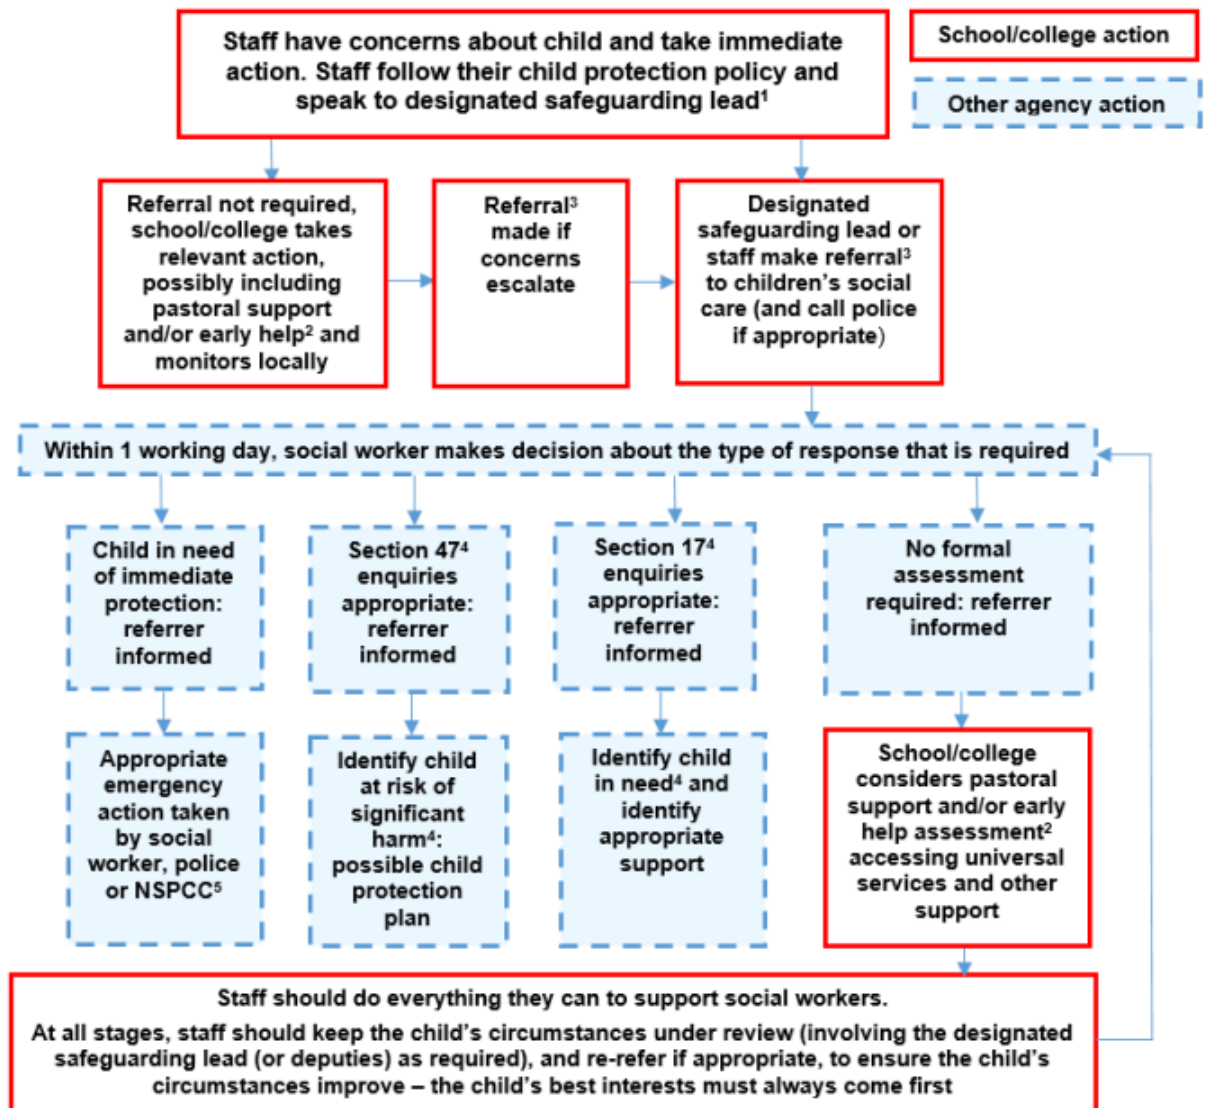 Staff have concerns about child and take immediate
action. Staff follow their child protection policy and
speak to designated safeguarding lead¹
School/college action
Other agency action
Referral not required,
school/college takes
relevant action,
possibly including
pastoral support
and/or early help² and
monitors locally
Referral³
made if
concerns
escalate
Designated
safeguarding lead or
staff make referral³
to children's social
care (and call police
if appropriate)
Within 1 working day, social worker makes decision about the type of response that is required
Child in need
of immediate
protection:
referrer
informed
Section 47⁴
enquiries
appropriate:
referrer
informed
Section 17⁴
enquiries
appropriate:
referrer
informed
No formal
assessment
required: referrer
informed
Appropriate
emergency
action taken
by social
worker, police
or NSPCC⁵
Identify child
at risk of
significant
harm⁴:
possible child
protection
plan
Identify child
in need⁴ and
identify
appropriate
support
School/college
considers pastoral
support and/or early
help assessment²
accessing universal
services and other
support
Staff should do everything they can to support social workers.
At all stages, staff should keep the child's circumstances under review (involving the designated
safeguarding lead (or deputies) as required), and re-refer if appropriate, to ensure the child's
circumstances improve – the child's best interests must always come first